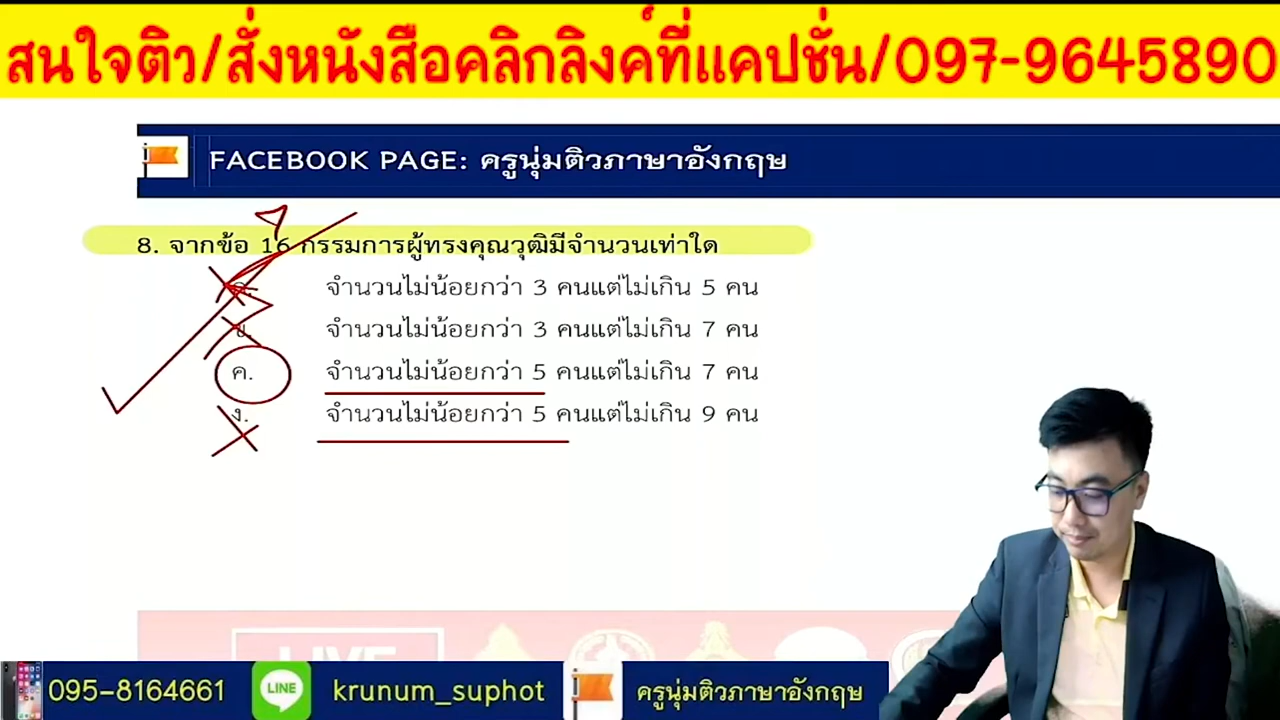 สนใจติว/สั่งหนังสือคลิกลิงค์ที่แคปชั่น/097-9645890
FACEBOOK PAGE: ครูนุ่มติวภาษาอังกฤษ
8. จากข้อ 16 กรรมการผู้ทรงคุณวุฒิมีจำนวนเท่าใด
จำนวนไม่น้อยกว่า 3 คนแต่ไม่เกิน 5 คน
ข. จำนวนไม่น้อยกว่า 3 คนแต่ไม่เกิน 7 คน
ค. จำนวนไม่น้อยกว่า 5 คนแต่ไม่เกิน 7 คน
ง. จำนวนไม่น้อยกว่า 5 คนแต่ไม่เกิน 9 คน
LIVE
095-8164661 LINE krunum_suphot ครูนุ่มติวภาษาอังกฤษ